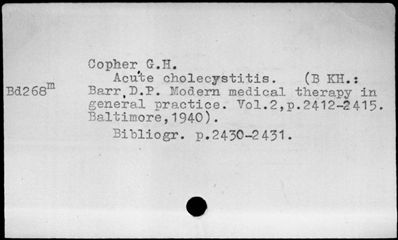 Copher G.H.
Acute cholecystitis. (B KH.:
Bd268m Barr, D.P. Modern medical therapy in
general practice. Vol.2,p.2412-2415.
Baltimore,1940).
Bibliogr. p.2430-2431.